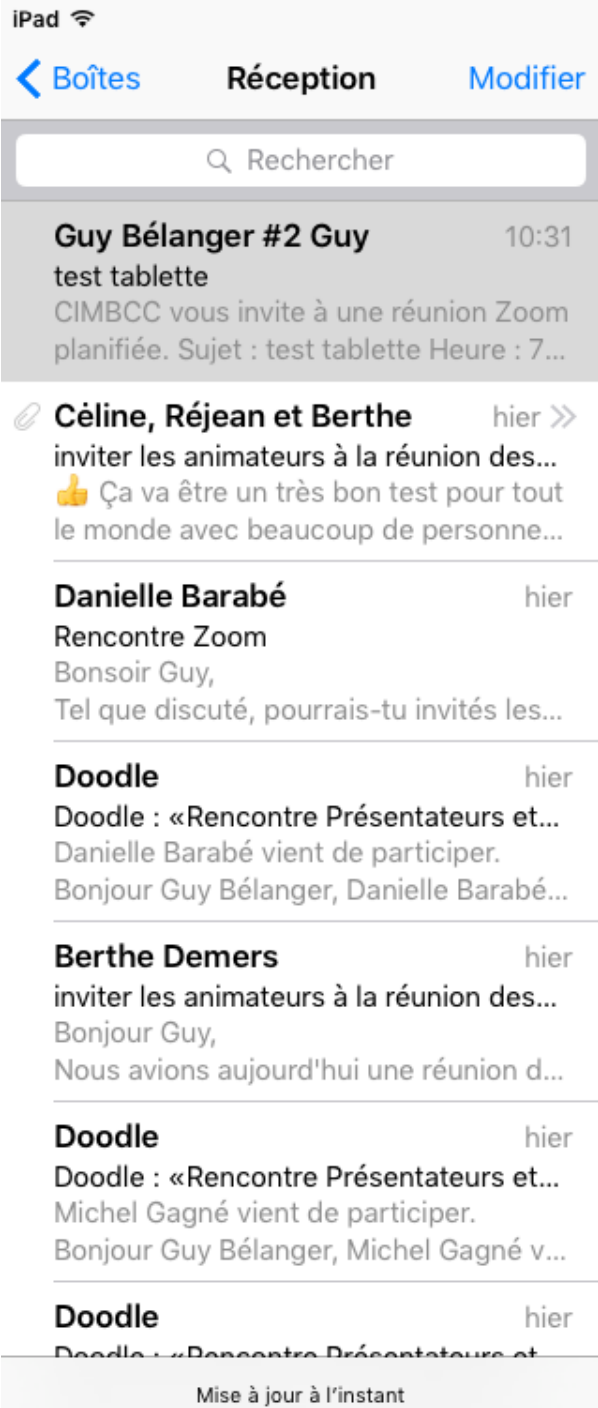 iPad
Boîtes Réception Modifier
Rechercher
Guy Bélanger #2 Guy 10:31
test tablette
CIMBCC vous invite à une réunion Zoom
planifiée. Sujet : test tablette Heure : 7...
Cėline, Réjean et Berthe hier
inviter les animateurs à la réunion des...
👍 Ça va être un très bon test pour tout
le monde avec beaucoup de personne...
Danielle Barabé hier
Rencontre Zoom
Bonsoir Guy,
Tel que discuté, pourrais-tu invités les...
Doodle hier
Doodle : «Rencontre Présentateurs et...
Danielle Barabé vient de participer.
Bonjour Guy Bélanger, Danielle Barabé...
Berthe Demers hier
inviter les animateurs à la réunion des...
Bonjour Guy,
Nous avions aujourd'hui une réunion d...
Doodle hier
Doodle : «Rencontre Présentateurs et...
Michel Gagné vient de participer.
Bonjour Guy Bélanger, Michel Gagné v...
Doodle hier
Doodle : «Rencontre Présentateurs et...
Mise à jour à l'instant